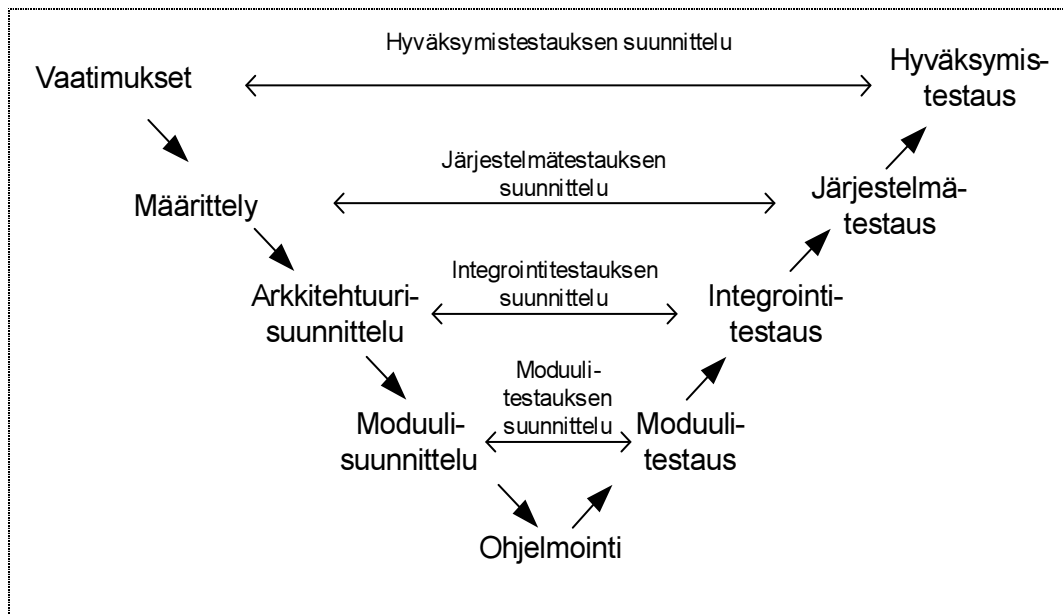 Hyväksymistestauksen suunnittelu
Vaatimukset
Hyväksymis-
testaus
Järjestelmätestauksen
suunnittelu
Määrittely
Järjestelmä-
testaus
Integrointitestauksen
suunnittelu
Arkkitehtuuri-
suunnittelu
Integrointi-
testaus
Moduuli-
testauksen
suunnittelu
Moduuli-
suunnittelu
Moduuli-
testaus
Ohjelmointi